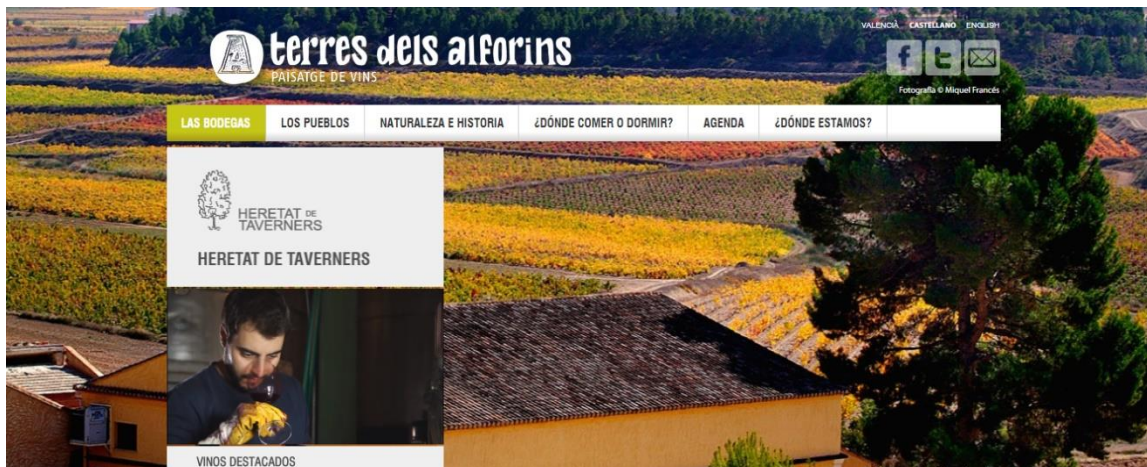 VALENCIÀ CASTELLANO ENGLISH
A terres dels alforins
PAISATGE DE VINS
Fotografía © Miquel Francés
LAS BODEGAS LOS PUEBLOS NATURALEZA E HISTORIA ¿DÓNDE COMER O DORMIR? AGENDA ¿DÓNDE ESTAMOS?
HERETAT DE
TAVERNERS
HERETAT DE TAVERNERS
VINOS DESTACADOS